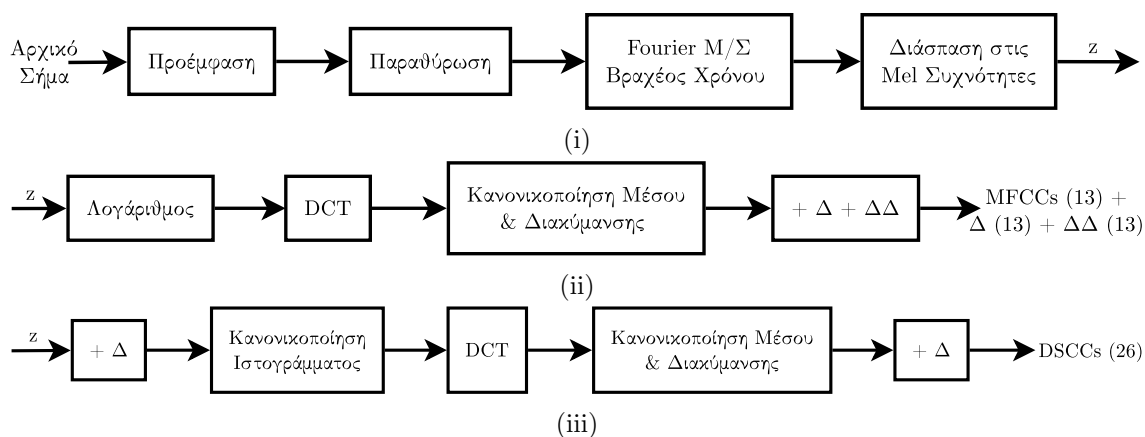 Αρχικό
Σήμα
Προέμφαση
Παραθύρωση
Fourier Μ/Σ
Βραχέος Χρόνου
Διάσπαση στις
Mel Συχνότητες
z
(i)
z
Λογάριθμος
DCT
Κανονικοποίηση Μέσου
& Διακύμανσης
+ Δ + ΔΔ
MFCCs (13) +
Δ (13) + ΔΔ (13)
(ii)
z
+ Δ
Κανονικοποίηση
Ιστογράμματος
DCT
Κανονικοποίηση Μέσου
& Διακύμανσης
+ Δ
DSCCs (26)
(iii)